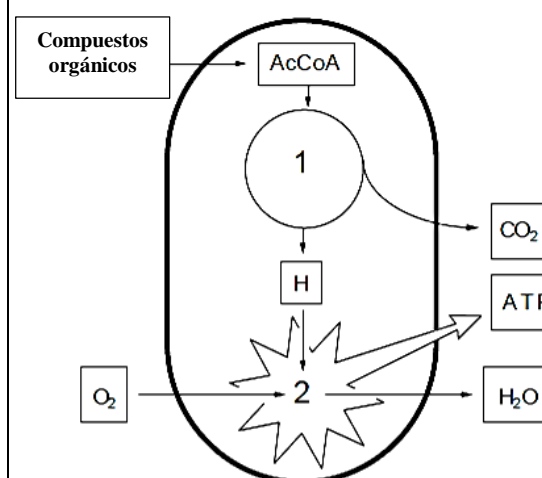 Compuestos
orgánicos
AcCoA
1
CO₂
H
ATP
O₂
2
H₂O